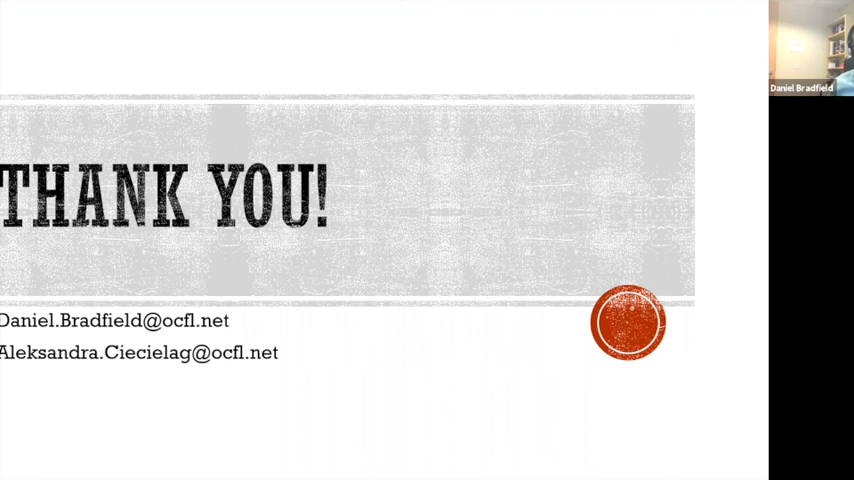 THANK YOU!
Daniel.Bradfield@ocfl.net
Aleksandra.Ciecielag@ocfl.net
Daniel Bradfield